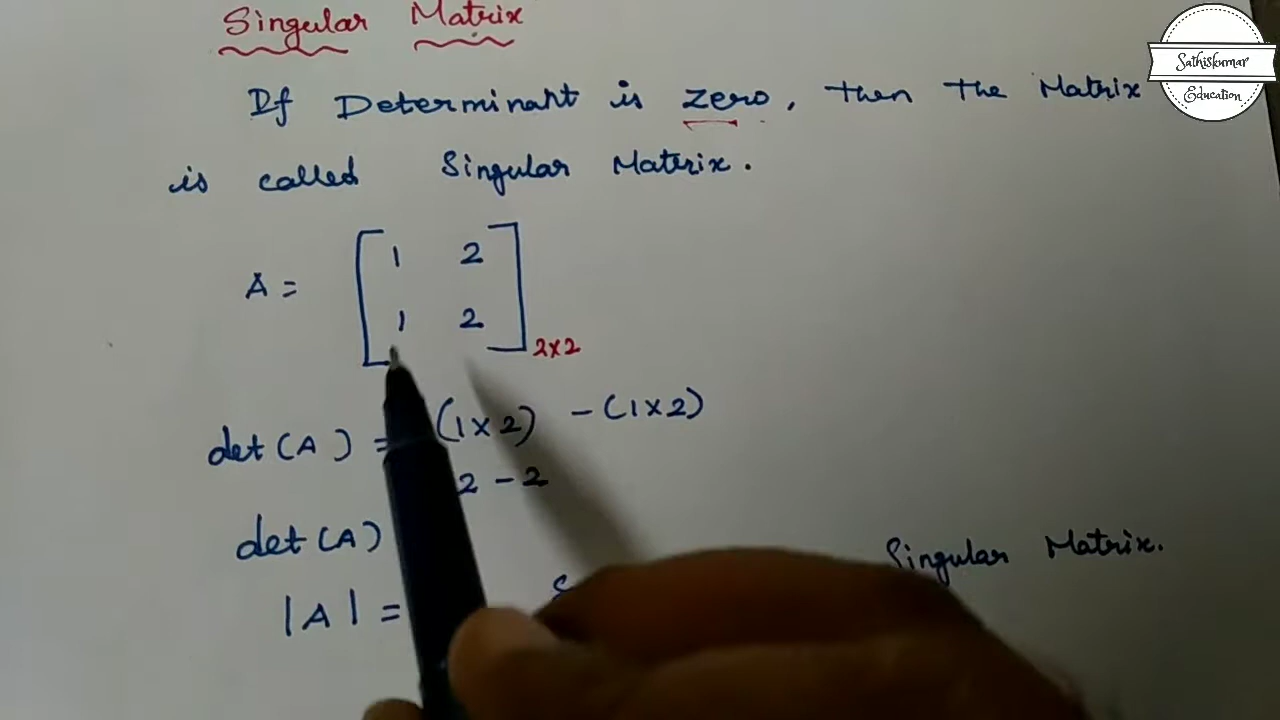 Singular Matrix
If Determinant is zero, then the Matrix
is called Singular Matrix.
A = [1 2
1 2] 2x2
det(A) = (1x2) - (1x2)
2 - 2
det(A)
Singular Matrix.
|A| =
Sathiskumar
Education